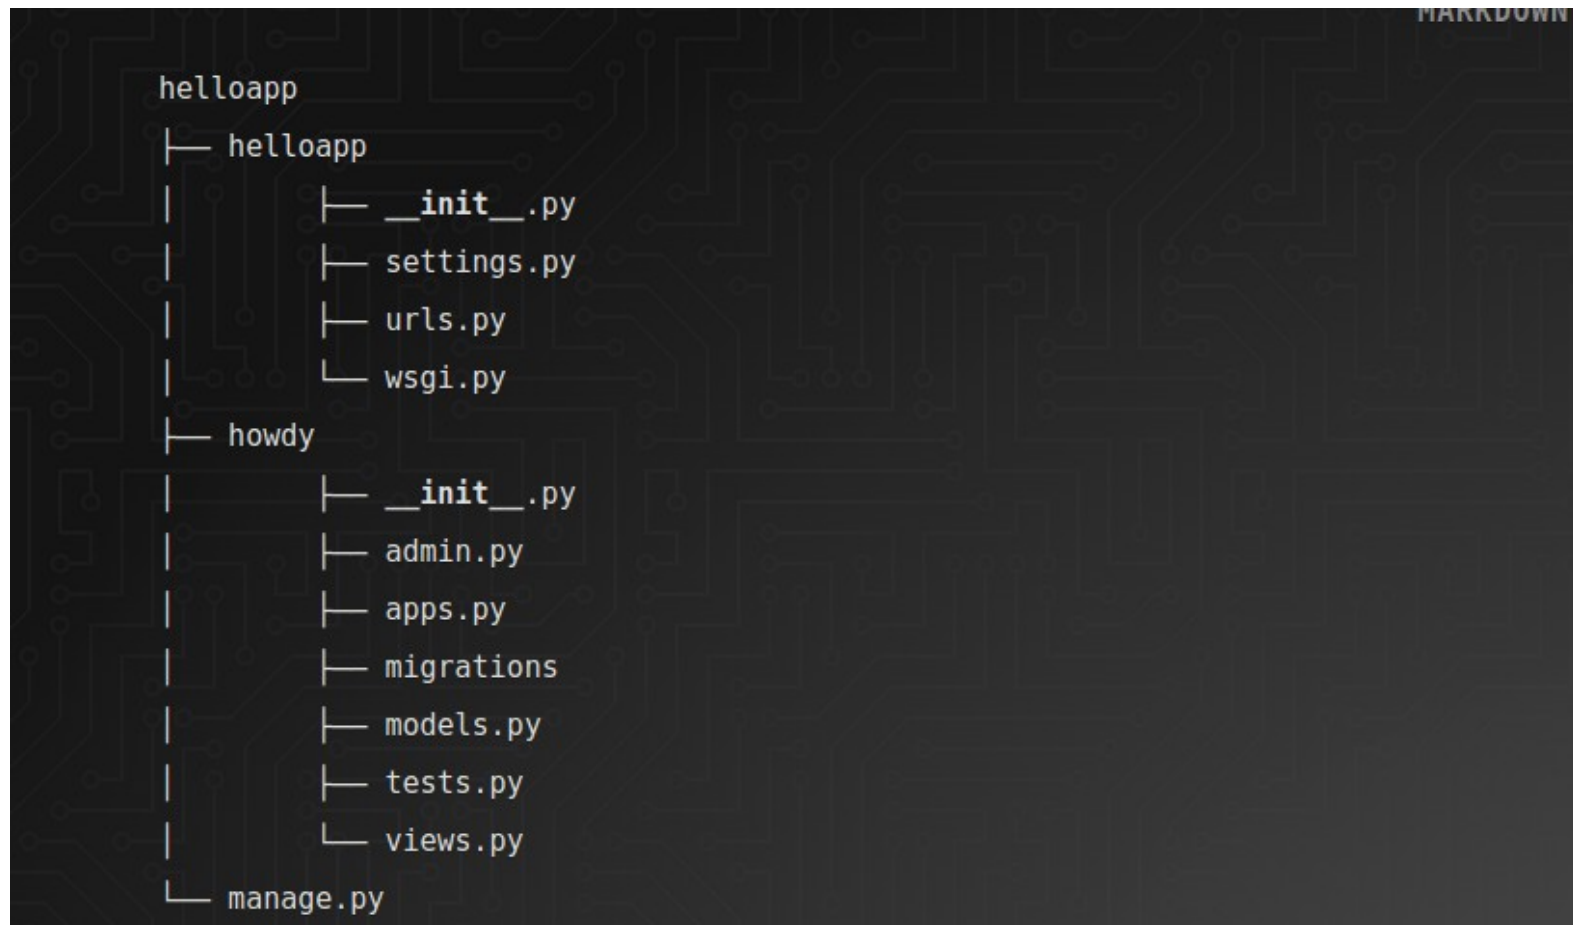 MARKDOWN
helloapp
├── helloapp
│        ├── __init__.py
│        ├── settings.py
│        ├── urls.py
│        └── wsgi.py
├── howdy
│        ├── __init__.py
│        ├── admin.py
│        ├── apps.py
│        ├── migrations
│        ├── models.py
│        ├── tests.py
│        └── views.py
└── manage.py